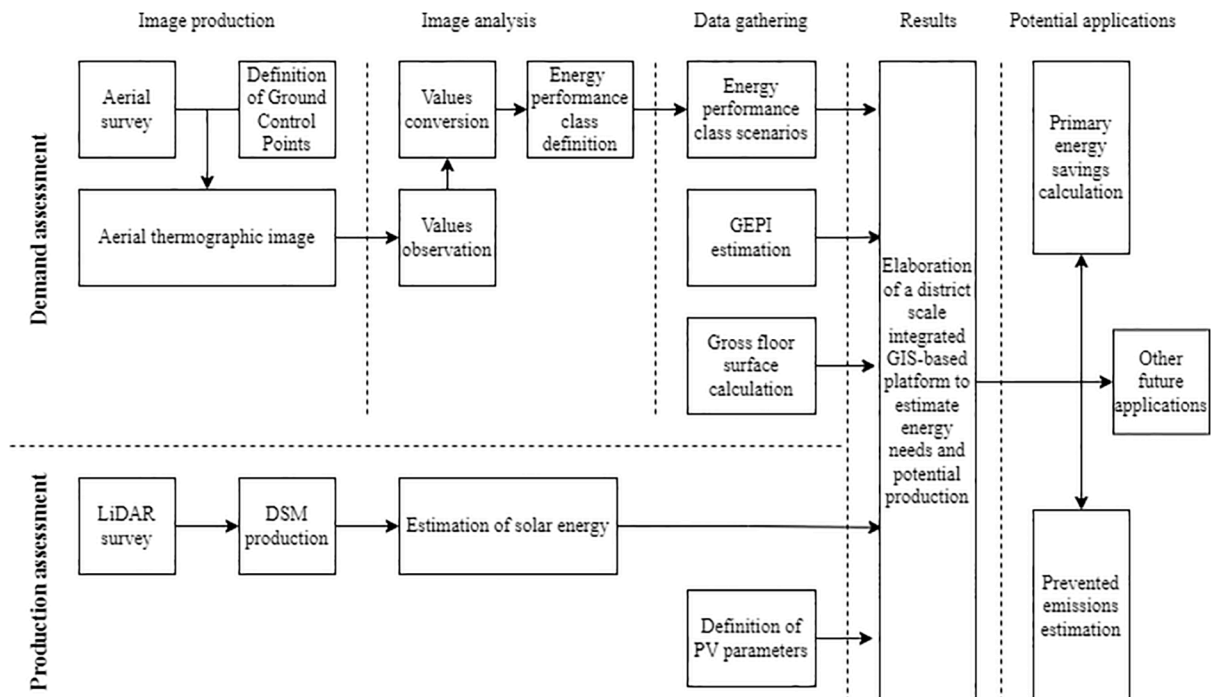 Image production
Image analysis
Data gathering
Results
Potential applications
Demand assessment
Aerial
survey
Definition
of Ground
Control
Points
Values
conversion
Energy
performance
class
definition
Energy
performance
class scenarios
Primary
energy
savings
calculation
Aerial thermographic image
Values
observation
GEPI
estimation
Gross floor
surface
calculation
Elaboration
of a district
scale
integrated
GIS-based
platform to
estimate
energy
needs and
potential
production
Other
future
applications
Production assessment
LiDAR
survey
DSM
production
Estimation of solar energy
Definition of
PV parameters
Prevented
emissions
estimation